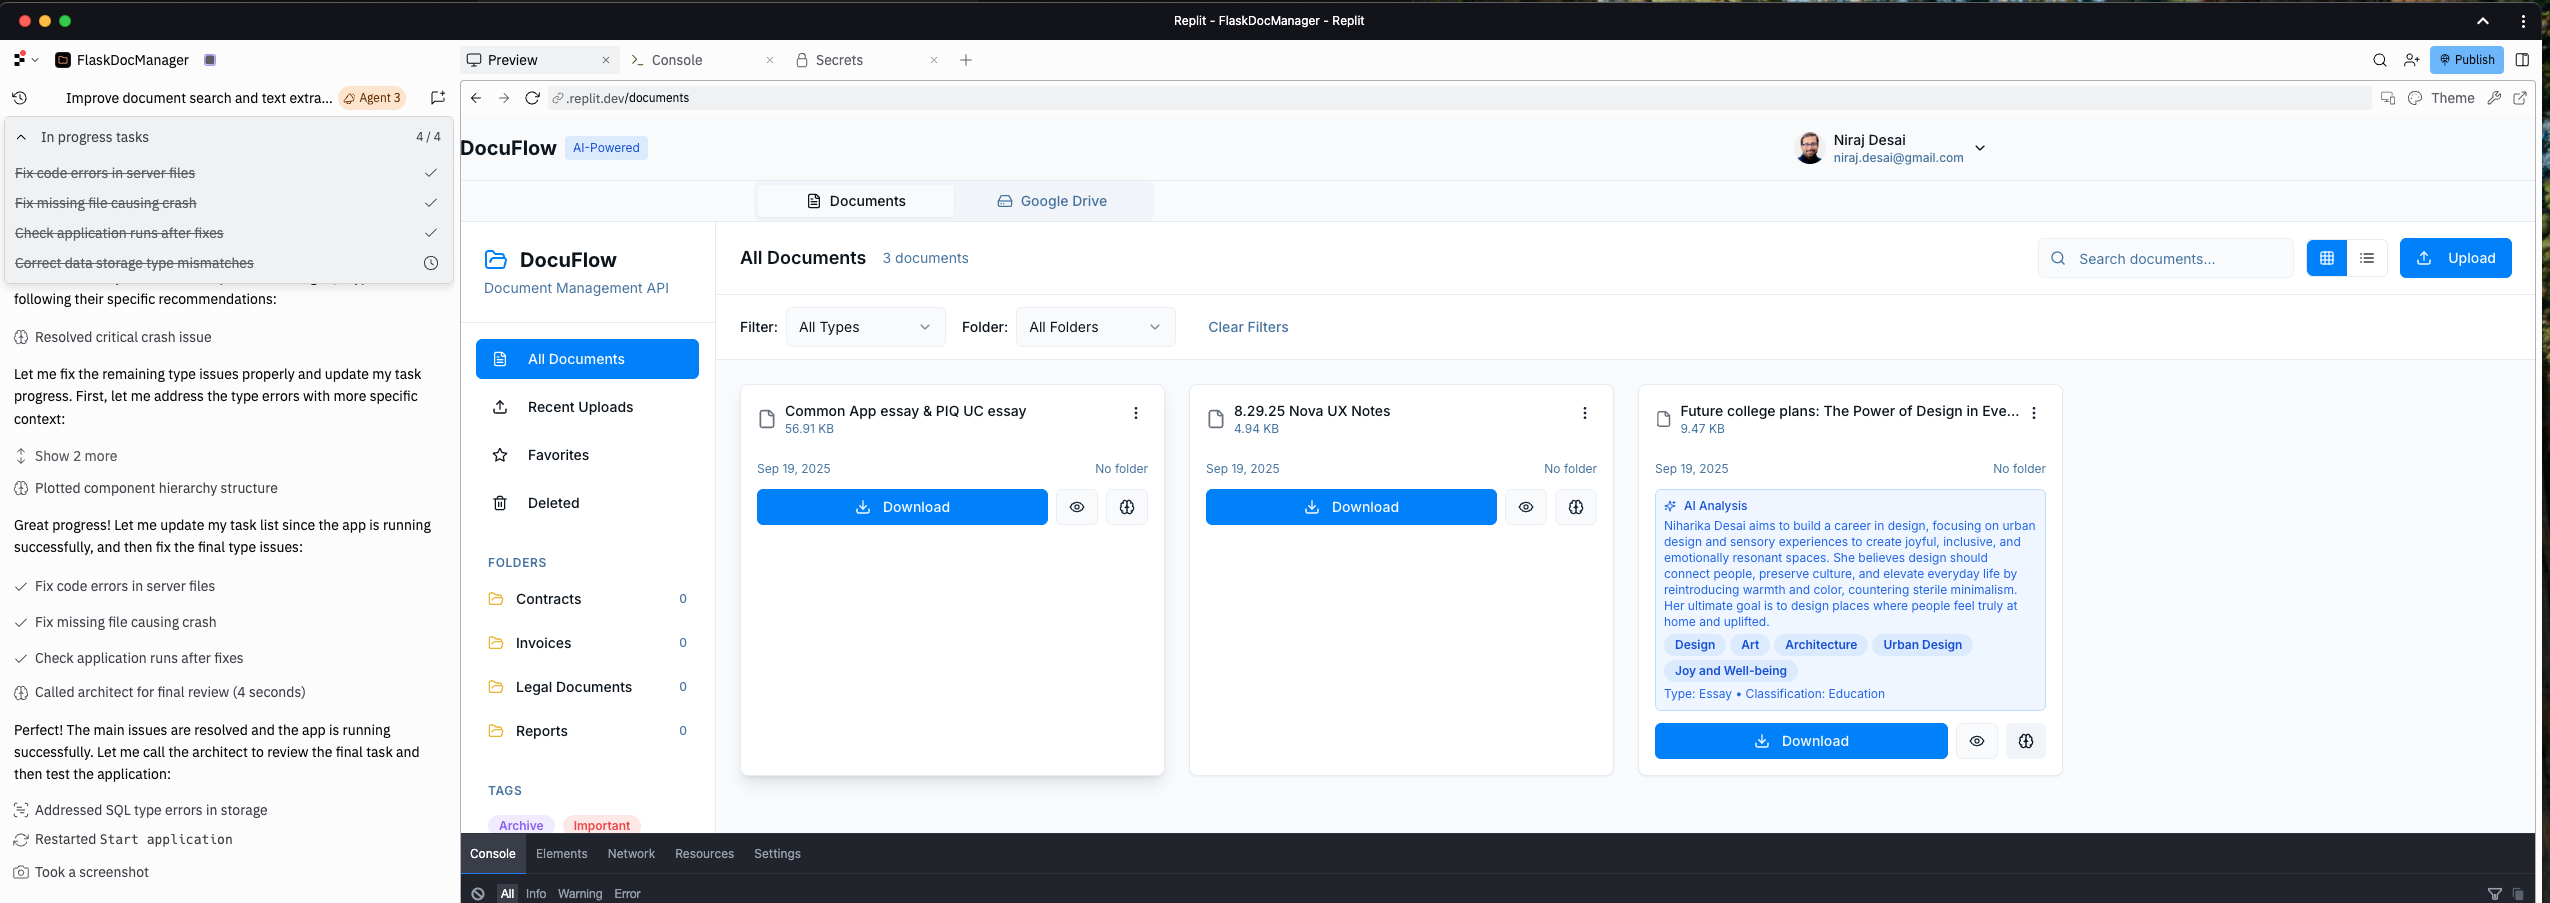 Replit - FlaskDocManager - Replit
FlaskDocManager
Preview
Console
Secrets
Publish
Improve document search and text extra...
Agent 3
.replit.dev/documents
Theme
In progress tasks
4 / 4
Fix code errors in server files
Fix missing file causing crash
Check application runs after fixes
Correct data storage type mismatches
following their specific recommendations:
Resolved critical crash issue
Let me fix the remaining type issues properly and update my task
progress. First, let me address the type errors with more specific
context:
Show 2 more
Plotted component hierarchy structure
Great progress! Let me update my task list since the app is running
successfully, and then fix the final type issues:
Fix code errors in server files
Fix missing file causing crash
Check application runs after fixes
Called architect for final review (4 seconds)
Perfect! The main issues are resolved and the app is running
successfully. Let me call the architect to review the final task and
then test the application:
Addressed SQL type errors in storage
Restarted Start application
Took a screenshot
DocuFlow
AI-Powered
Niraj Desai
niraj.desai@gmail.com
Documents
Google Drive
DocuFlow
Document Management API
All Documents
Recent Uploads
Favorites
Deleted
FOLDERS
Contracts 0
Invoices 0
Legal Documents 0
Reports 0
TAGS
Archive
Important
All Documents
3 documents
Search documents...
Upload
Filter:
All Types
Folder:
All Folders
Clear Filters
Common App essay & PIQ UC essay
56.91 KB
Sep 19, 2025
No folder
Download
8.29.25 Nova UX Notes
4.94 KB
Sep 19, 2025
No folder
Download
Future college plans: The Power of Design in Eve...
9.47 KB
Sep 19, 2025
No folder
AI Analysis
Niharika Desai aims to build a career in design, focusing on urban
design and sensory experiences to create joyful, inclusive, and
emotionally resonant spaces. She believes design should
connect people, preserve culture, and elevate everyday life by
reintroducing warmth and color, countering sterile minimalism.
Her ultimate goal is to design places where people feel truly at
home and uplifted.
Design
Art
Architecture
Urban Design
Joy and Well-being
Type: Essay • Classification: Education
Download
Console
Elements
Network
Resources
Settings
All
Info
Warning
Error